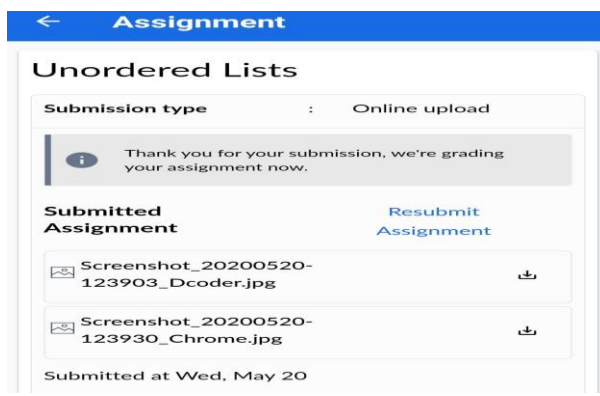 ← Assignment
Unordered Lists
Submission type : Online upload
Thank you for your submission, we're grading
your assignment now.
Submitted Resubmit
Assignment Assignment
Screenshot_20200520-
123903_Dcoder.jpg
Screenshot_20200520-
123930_Chrome.jpg
Submitted at Wed, May 20